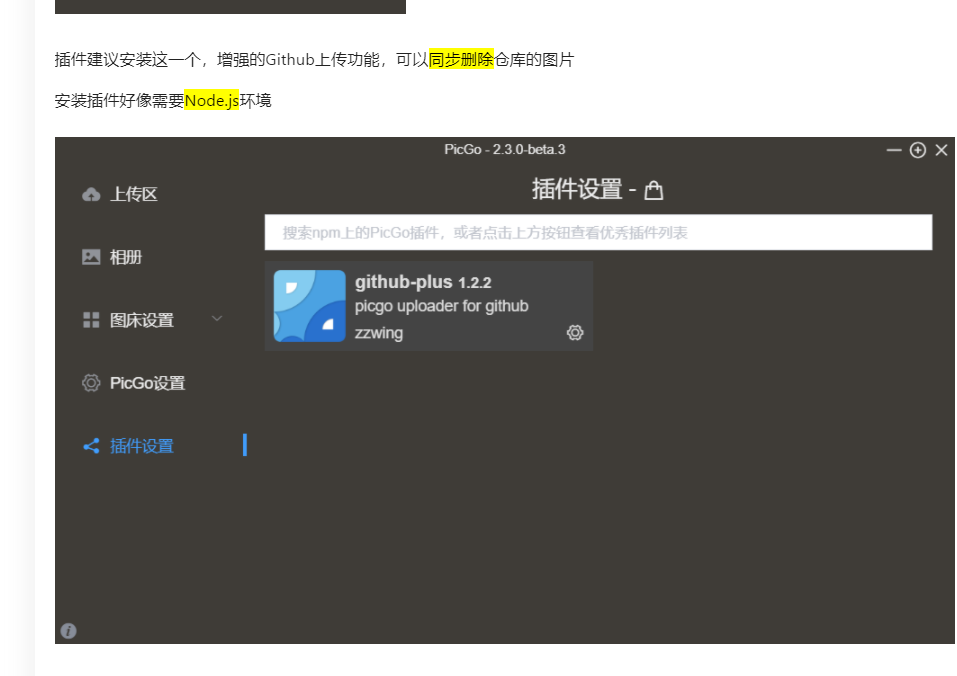 插件建议安装这一个，增强的Github上传功能，可以同步删除仓库的图片
安装插件好像需要Node.js环境
PicGo - 2.3.0-beta.3
上传区
插件设置 -
搜索npm上的PicGo插件，或者点击上方按钮查看优秀插件列表
相册
github-plus 1.2.2
picgo uploader for github
zzwing
图床设置
PicGo设置
插件设置